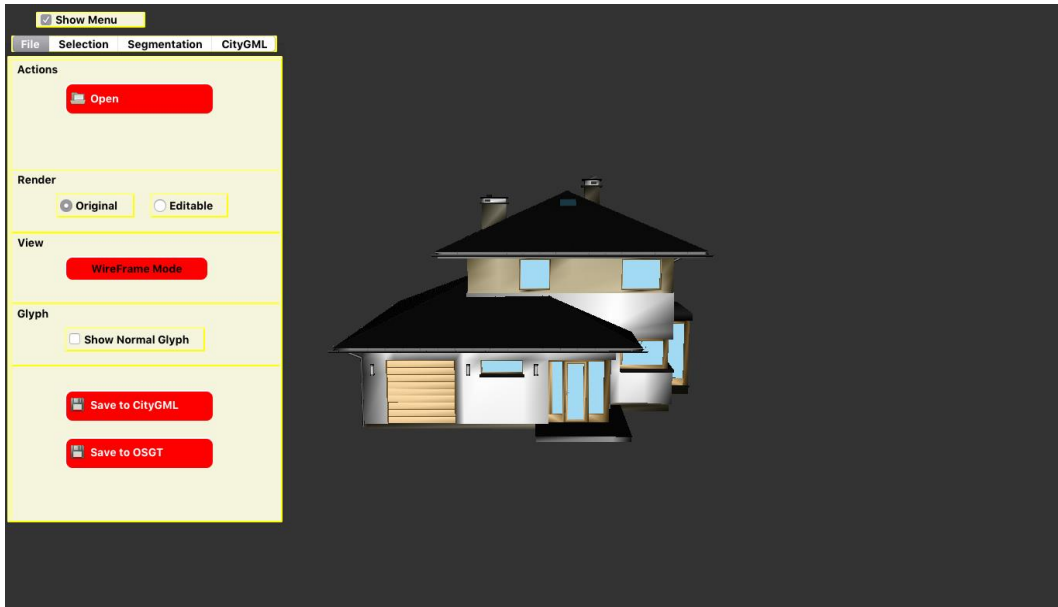 Show Menu
File Selection Segmentation CityGML
Actions
Open
Render
Original Editable
View
WireFrame Mode
Glyph
Show Normal Glyph
Save to CityGML
Save to OSGT